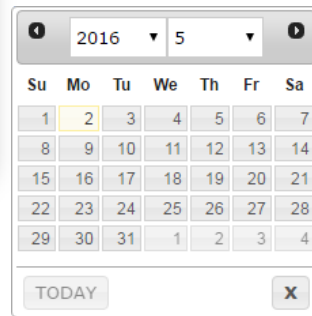 2016 5
Su Mo Tu We Th Fr Sa
1 2 3 4 5 6 7
8 9 10 11 12 13 14
15 16 17 18 19 20 21
22 23 24 25 26 27 28
29 30 31 1 2 3 4
TODAY X